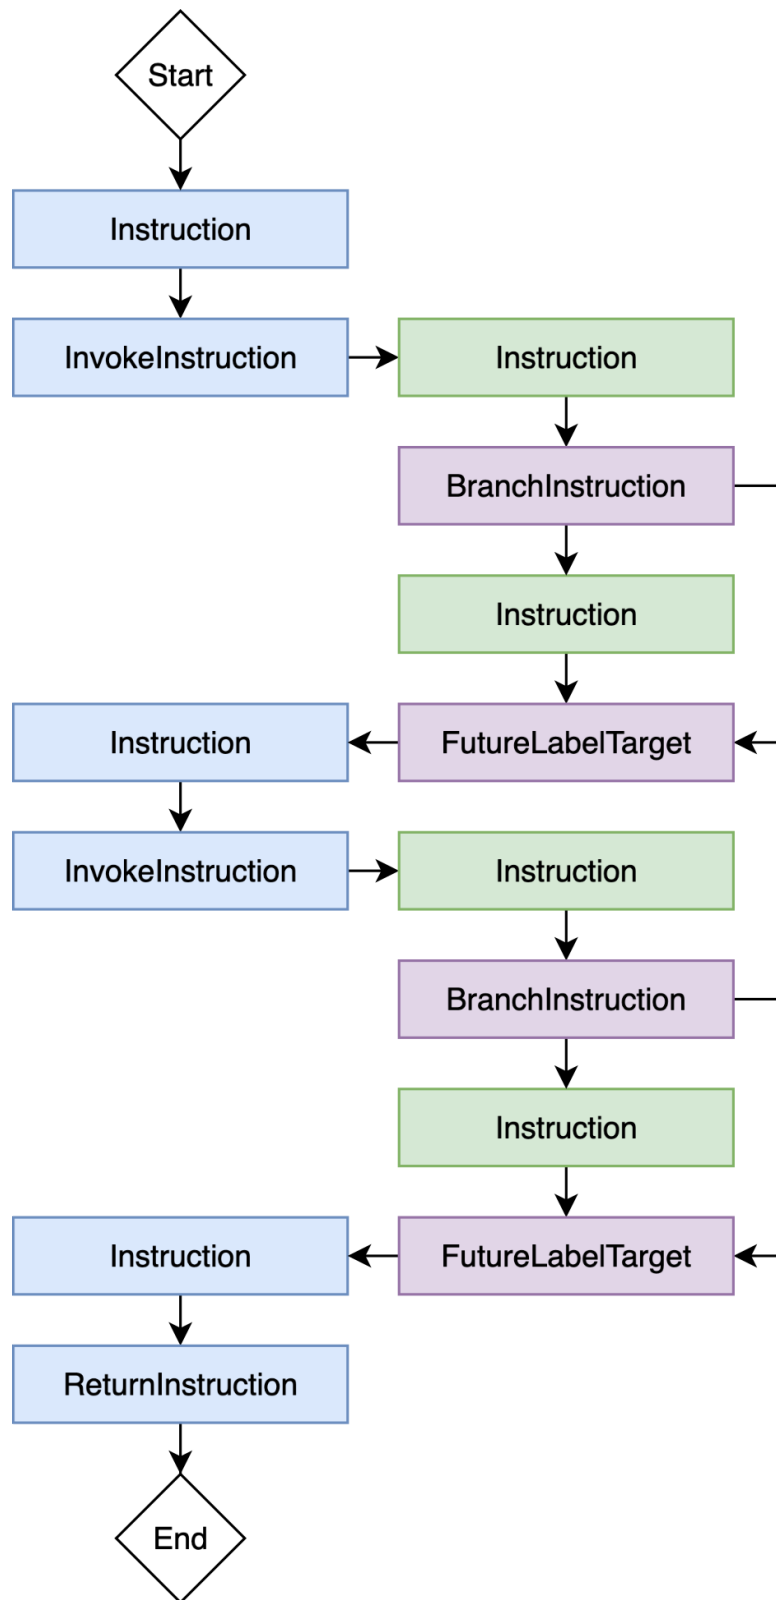 Start
Instruction
InvokeInstruction
Instruction
BranchInstruction
Instruction
FutureLabelTarget
Instruction
InvokeInstruction
Instruction
BranchInstruction
Instruction
FutureLabelTarget
Instruction
ReturnInstruction
End